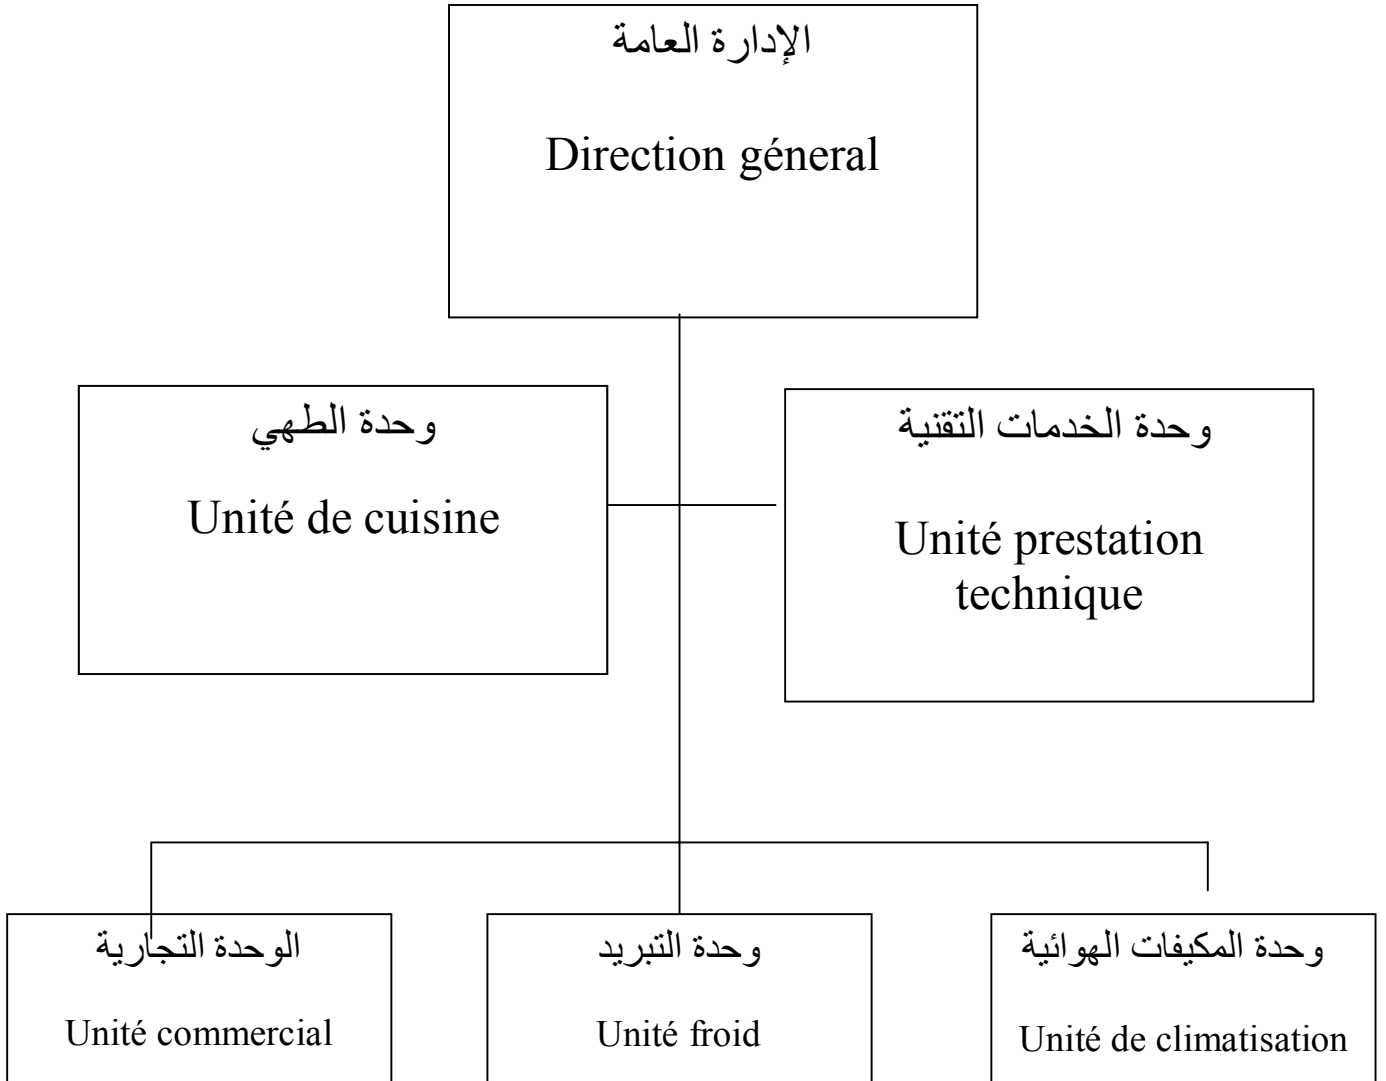 الإدارة العامة
Direction géneral
وحدة الطهي
Unité de cuisine
وحدة الخدمات التقنية
Unité prestation
technique
الوحدة التجارية
Unité commercial
وحدة التبريد
Unité froid
وحدة المكيفات الهوائية
Unité de climatisation